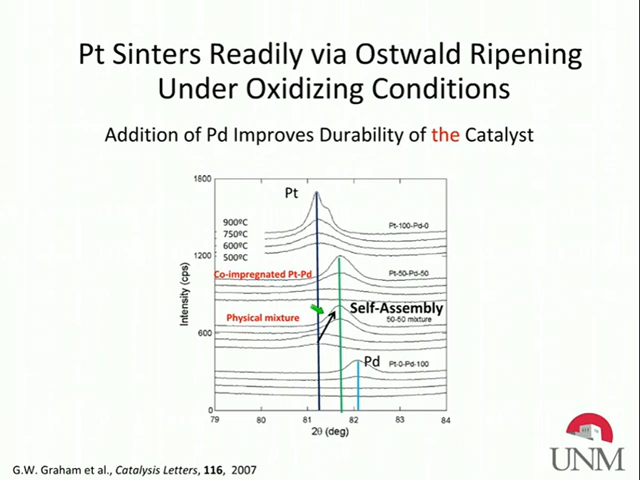 Pt Sinters Readily via Ostwald Ripening
Under Oxidizing Conditions
Addition of Pd Improves Durability of the Catalyst
1800
Pt
900ºC
750ºC
600ºC
500ºC
Pt-100-Pd-0
1200
Co-impregnated Pt-Pd
Pt-50-Pd-50
Intensity (cps)
Physical mixture
Self-Assembly
50-50 mixture
600
Pd
Pt-0-Pd-100
0
79 80 81 82 83 84
2θ (deg)
UNM
G.W. Graham et al., Catalysis Letters, 116, 2007